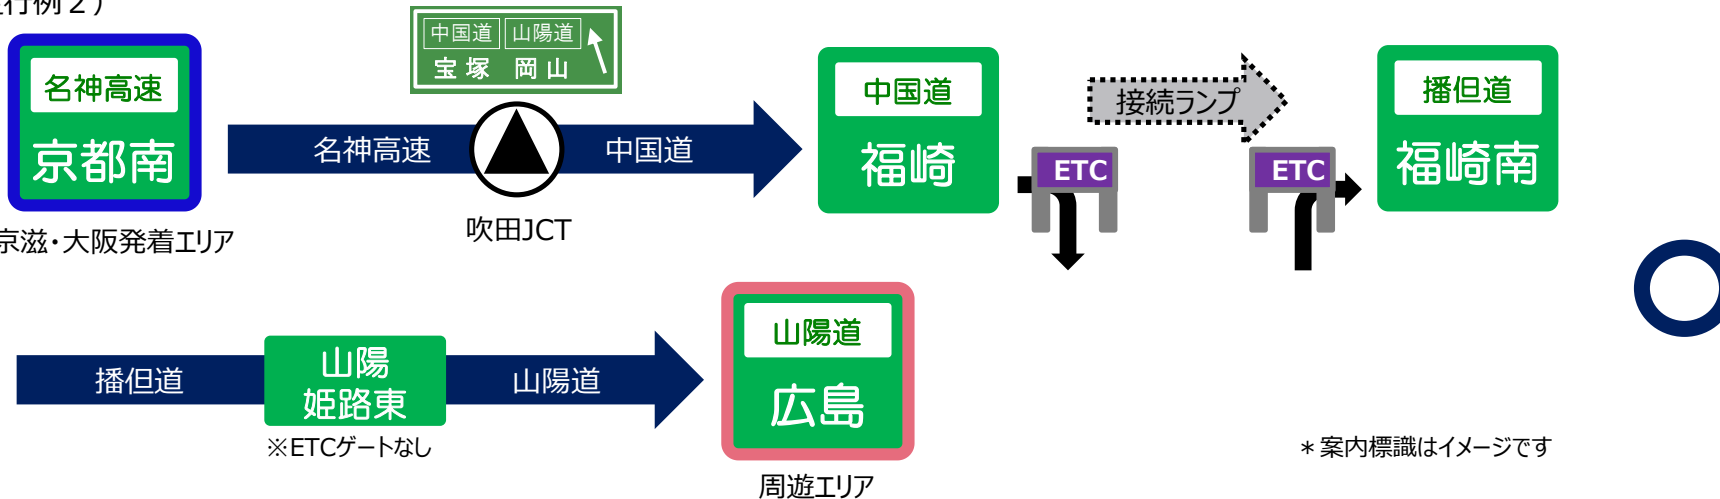 行例２）
中国道 山陽道
宝塚 岡山
名神高速
京都南
名神高速
中国道
中国道
福崎
接続ランプ
ETC
ETC
播但道
福崎南
京滋・大阪発着エリア
吹田JCT
播但道
山陽
姫路東
山陽道
山陽道
広島
※ETCゲートなし
＊案内標識はイメージです
周遊エリア